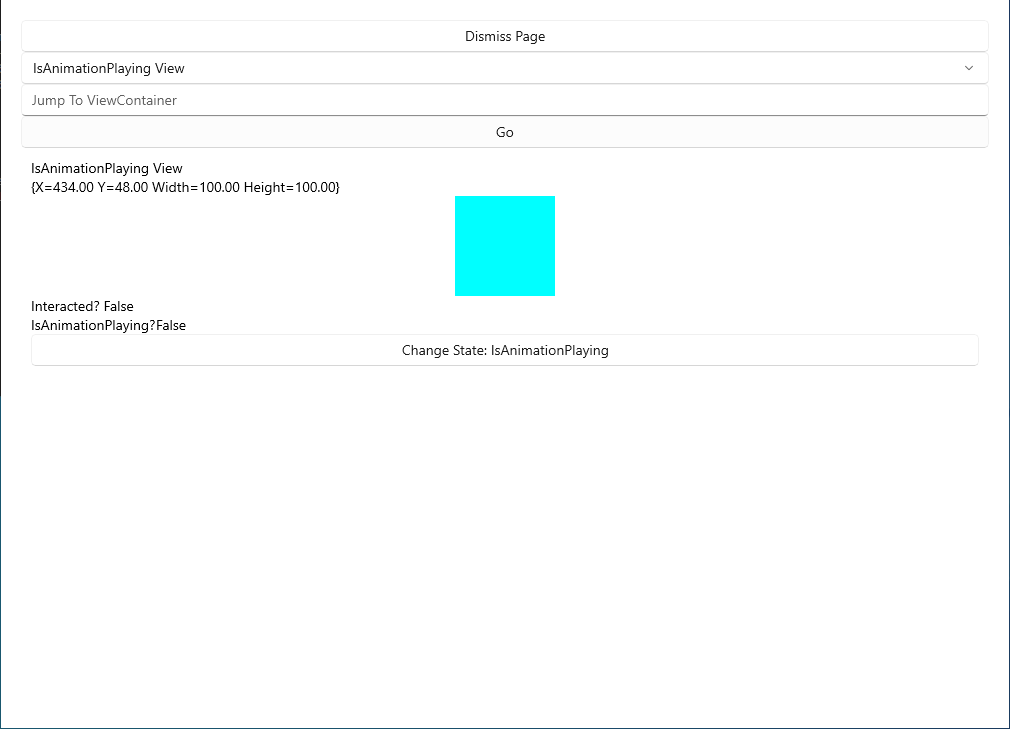 Dismiss Page
IsAnimationPlaying View
Jump To ViewContainer
Go
IsAnimationPlaying View
{X=434.00 Y=48.00 Width=100.00 Height=100.00}
Interacted? False
IsAnimationPlaying?False
Change State: IsAnimationPlaying